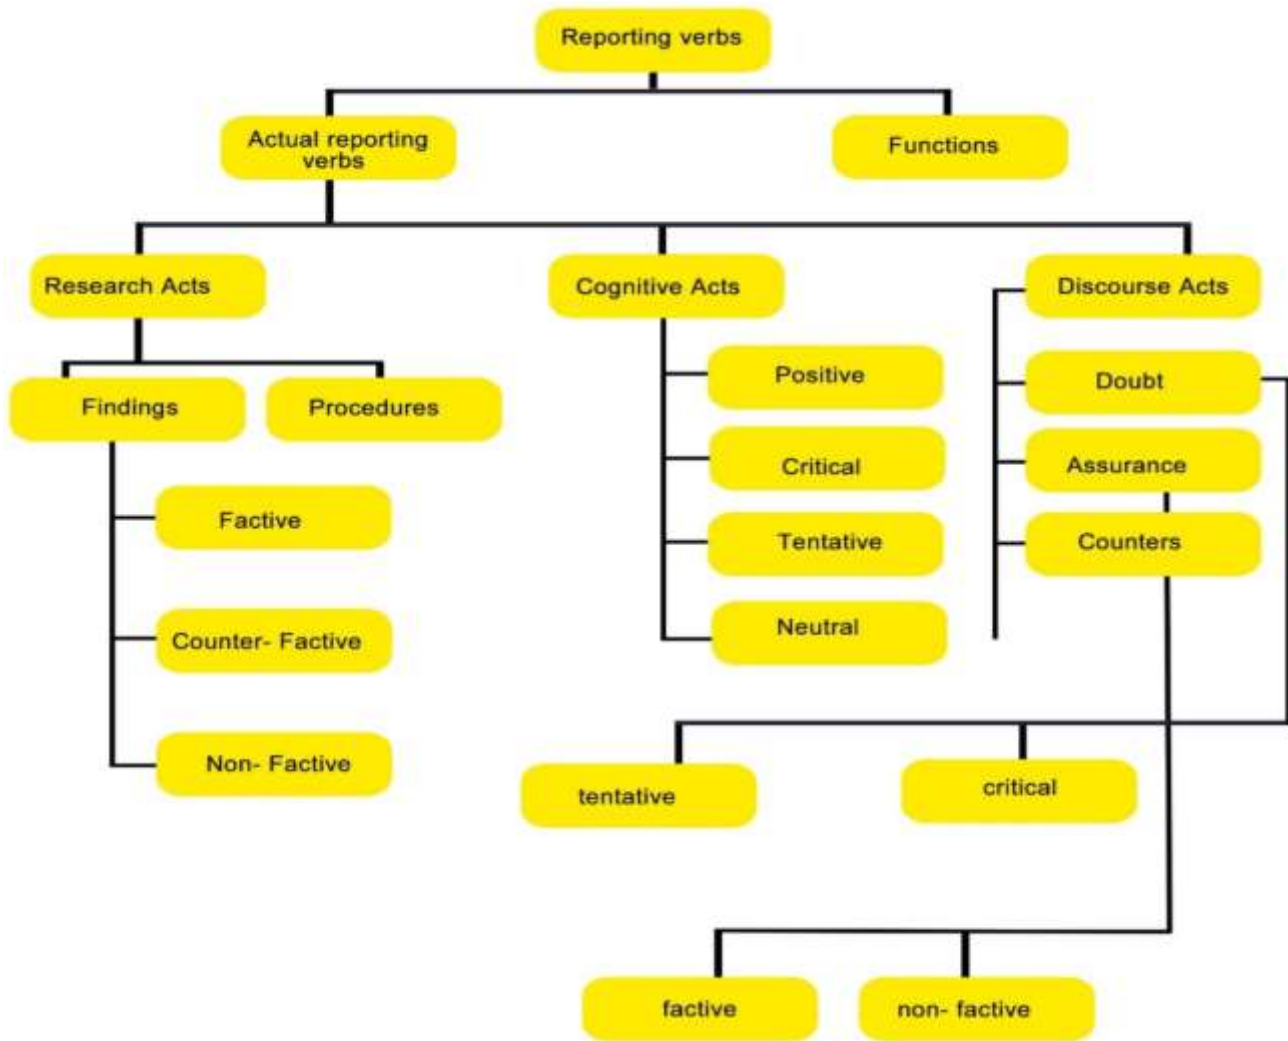 Reporting verbs
Actual reporting
verbs
Functions
Research Acts
Cognitive Acts
Discourse Acts
Findings
Procedures
Positive
Doubt
Critical
Assurance
Factive
Tentative
Counters
Counter- Factive
Neutral
Non- Factive
tentative
critical
factive
non- factive